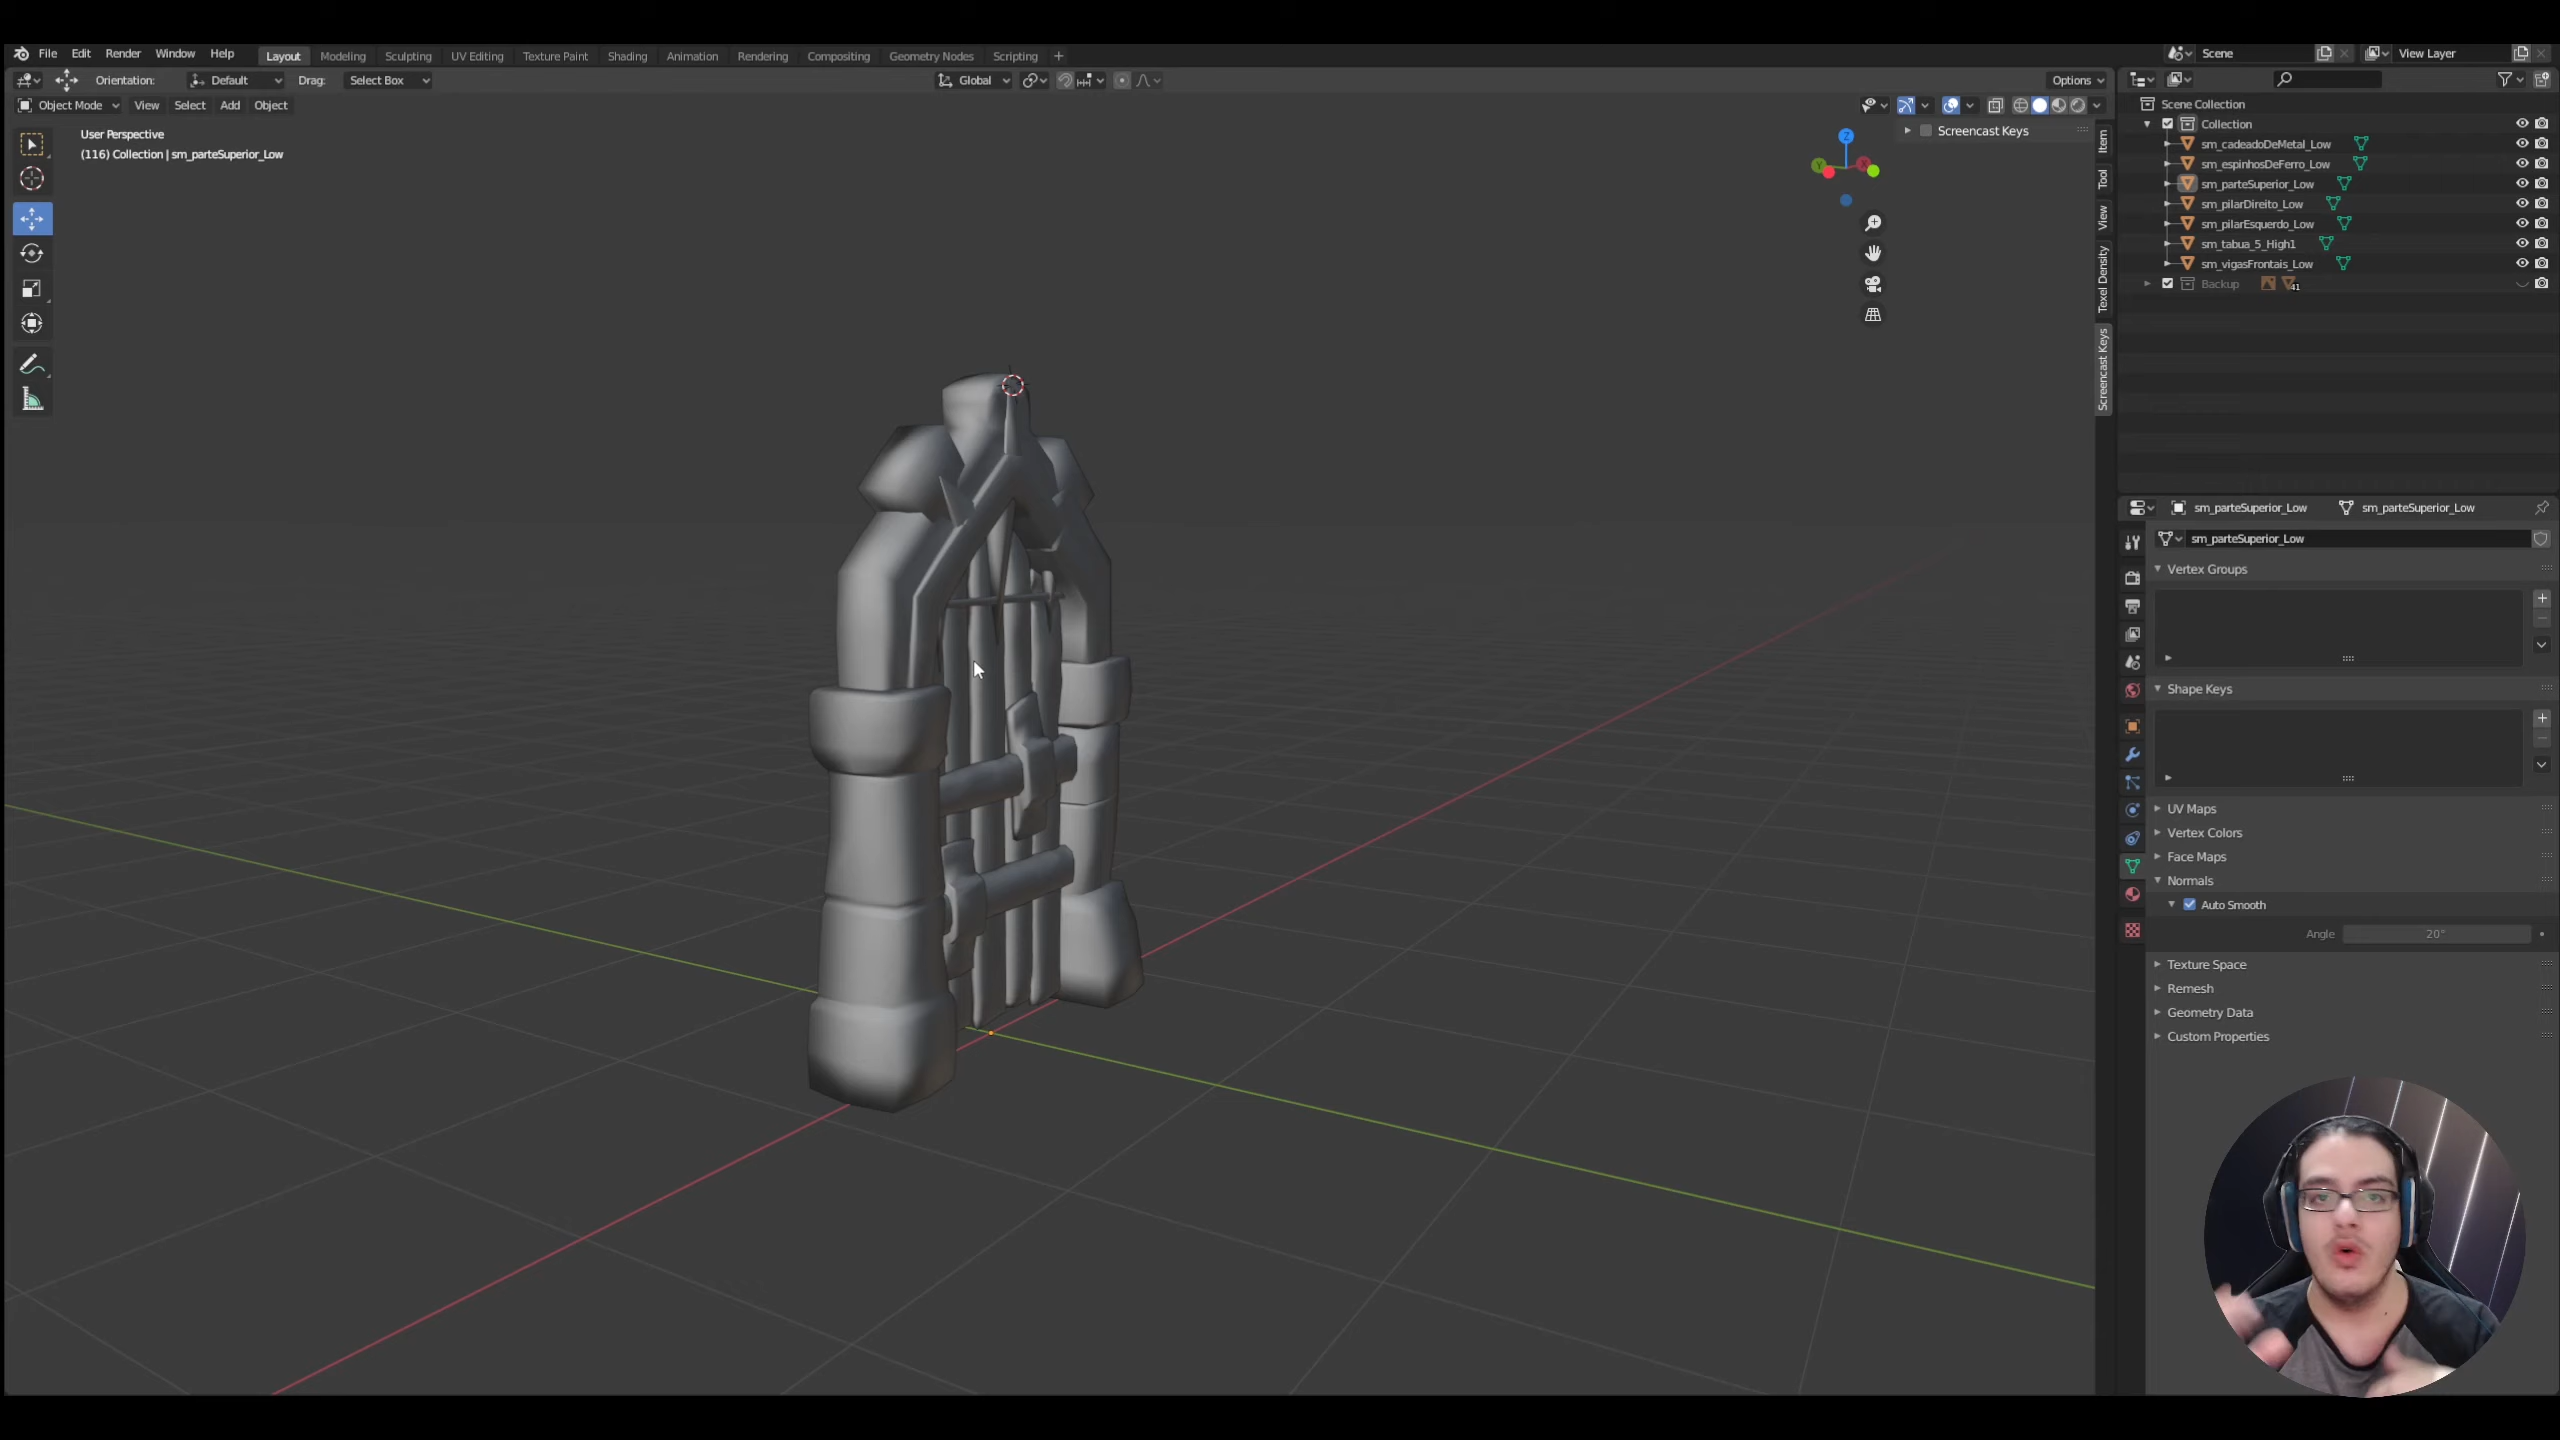 File Edit Render Window Help Layout Modeling Sculpting UV Editing Texture Paint Shading Animation Rendering Compositing Geometry Nodes Scripting + Scene View Layer
Orientation: Default Drag: Select Box Global Options
Object Mode View Select Add Object
User Perspective
(116) Collection | sm_parteSuperior_Low
Screencast Keys
Z
Y
X
Item
Tool
View
Texel Density
Screencast Keys
Scene Collection
Collection
sm_cadeadoDeMetal_Low
sm_espinhosDeFerro_Low
sm_parteSuperior_Low
sm_pilarDireito_Low
sm_pilarEsquerdo_Low
sm_tabua_5_High1
sm_vigasFrontais_Low
Backup 41
sm_parteSuperior_Low sm_parteSuperior_Low
sm_parteSuperior_Low
Vertex Groups
Shape Keys
UV Maps
Vertex Colors
Face Maps
Normals
Auto Smooth
Angle 20°
Texture Space
Remesh
Geometry Data
Custom Properties